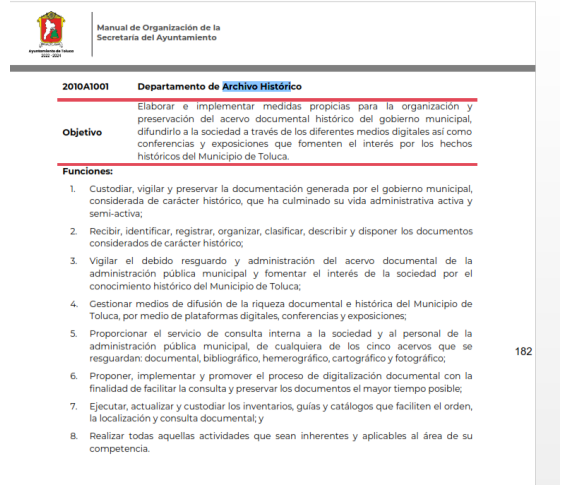 Manual de Organización de la
Secretaría del Ayuntamiento
Ayuntamiento de Toluca
2022 - 2024
2010A1001 Departamento de Archivo Histórico
Objetivo
Elaborar e implementar medidas propicias para la organización y
preservación del acervo documental histórico del gobierno municipal,
difundirlo a la sociedad a través de los diferentes medios digitales así como
conferencias y exposiciones que fomenten el interés por los hechos
históricos del Municipio de Toluca.
Funciones:
1. Custodiar, vigilar y preservar la documentación generada por el gobierno municipal,
considerada de carácter histórico, que ha culminado su vida administrativa activa y
semi-activa;
2. Recibir, identificar, registrar, organizar, clasificar, describir y disponer los documentos
considerados de carácter histórico;
3. Vigilar el debido resguardo y administración del acervo documental de la
administración pública municipal y fomentar el interés de la sociedad por el
conocimiento histórico del Municipio de Toluca;
4. Gestionar medios de difusión de la riqueza documental e histórica del Municipio de
Toluca, por medio de plataformas digitales, conferencias y exposiciones;
5. Proporcionar el servicio de consulta interna a la sociedad y al personal de la
administración pública municipal, de cualquiera de los cinco acervos que se
resguardan: documental, bibliográfico, hemerográfico, cartográfico y fotográfico;
182
6. Proponer, implementar y promover el proceso de digitalización documental con la
finalidad de facilitar la consulta y preservar los documentos el mayor tiempo posible;
7. Ejecutar, actualizar y custodiar los inventarios, guías y catálogos que faciliten el orden,
la localización y consulta documental; y
8. Realizar todas aquellas actividades que sean inherentes y aplicables al área de su
competencia.